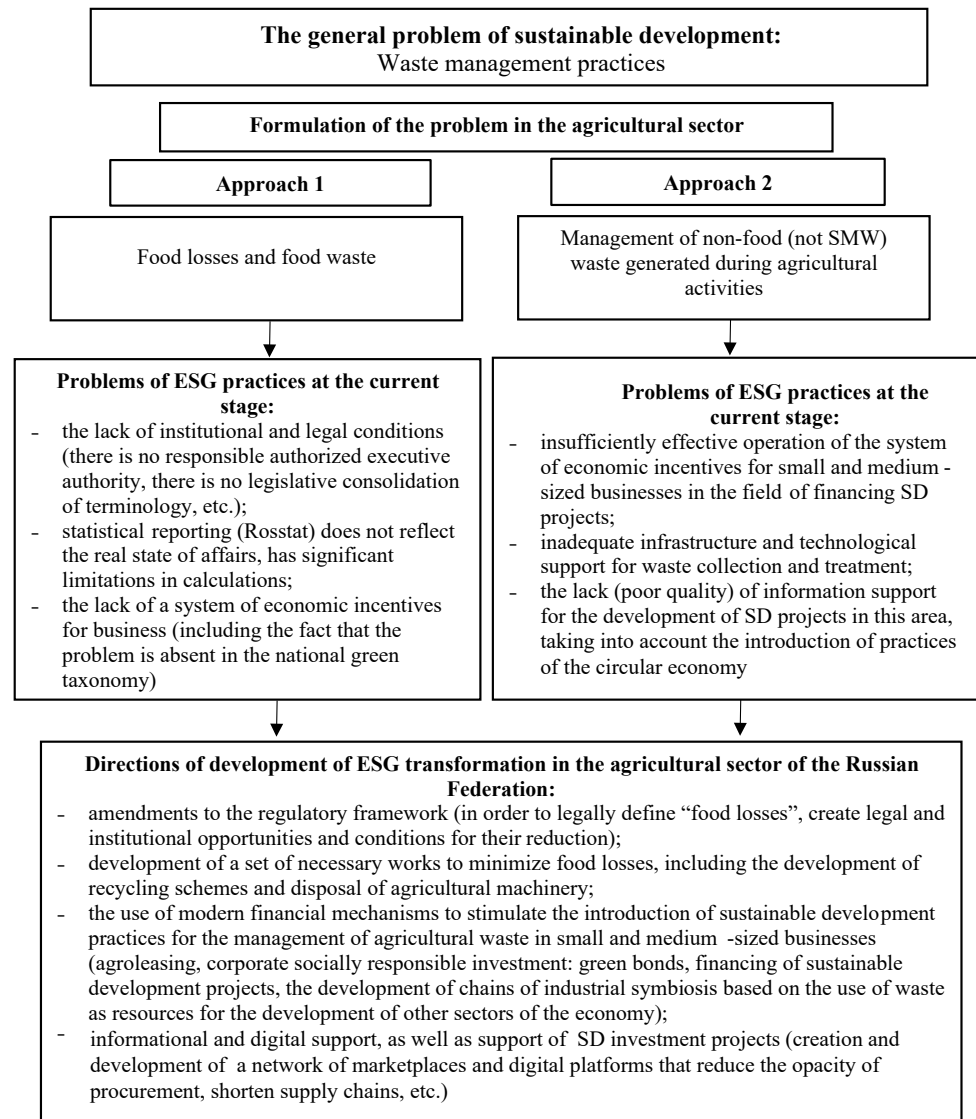 The general problem of sustainable development:
Waste management practices
Formulation of the problem in the agricultural sector
Approach 1
Approach 2
Food losses and food waste
Management of non-food (not SMW)
waste generated during agricultural
activities
Problems of ESG practices at the current
stage:
- the lack of institutional and legal conditions
(there is no responsible authorized executive
authority, there is no legislative consolidation
of terminology, etc.);
- statistical reporting (Rosstat) does not reflect
the real state of affairs, has significant
limitations in calculations;
- the lack of a system of economic incentives
for business (including the fact that the
problem is absent in the national green
taxonomy)
Problems of ESG practices at the
current stage:
- insufficiently effective operation of the system
of economic incentives for small and medium -
sized businesses in the field of financing SD
projects;
- inadequate infrastructure and technological
support for waste collection and treatment;
- the lack (poor quality) of information support
for the development of SD projects in this area,
taking into account the introduction of practices
of the circular economy
Directions of development of ESG transformation in the agricultural sector of the Russian
Federation:
- amendments to the regulatory framework (in order to legally define “food losses”, create legal and
institutional opportunities and conditions for their reduction);
- development of a set of necessary works to minimize food losses, including the development of
recycling schemes and disposal of agricultural machinery;
- the use of modern financial mechanisms to stimulate the introduction of sustainable development
practices for the management of agricultural waste in small and medium -sized businesses
(agroleasing, corporate socially responsible investment: green bonds, financing of sustainable
development projects, the development of chains of industrial symbiosis based on the use of waste
as resources for the development of other sectors of the economy);
- informational and digital support, as well as support of SD investment projects (creation and
development of a network of marketplaces and digital platforms that reduce the opacity of
procurement, shorten supply chains, etc.)